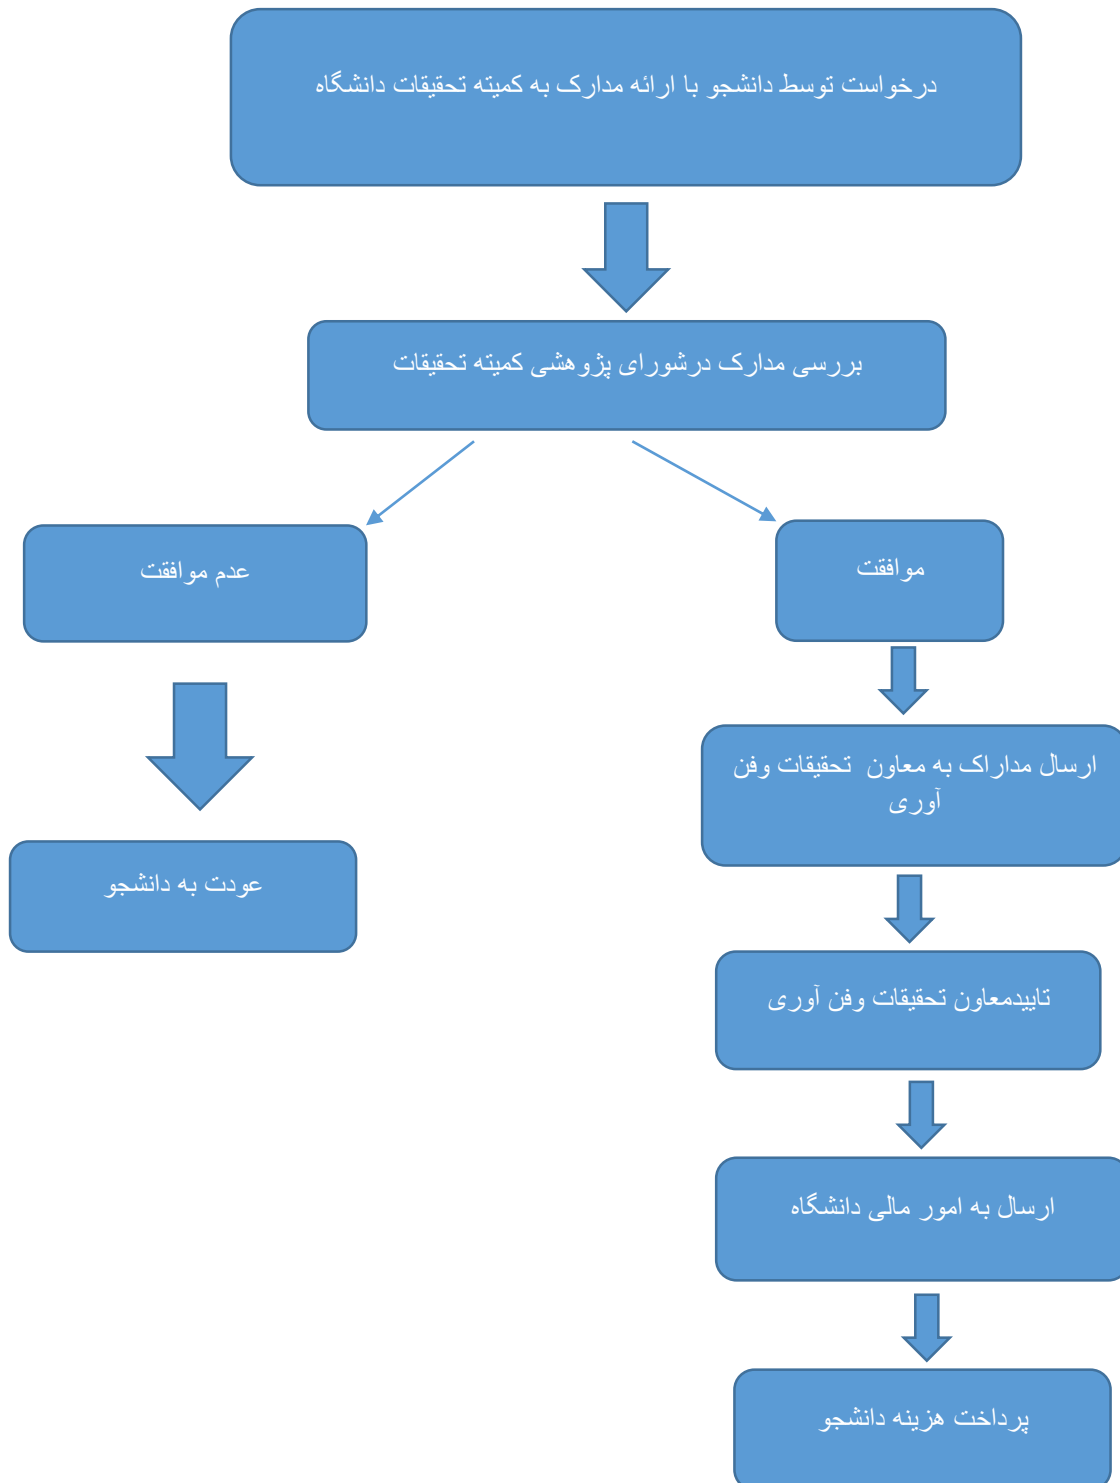 درخواست توسط دانشجو با ارائه مدارک به کمیته تحقیقات دانشگاه
بررسی مدارک درشورای پژوهشی کمیته تحقیقات
موافقت
عدم موافقت
ارسال مداراک به معاون تحقیقات وفن
آوری
عودت به دانشجو
تاییدمعاون تحقیقات وفن آوری
ارسال به امور مالی دانشگاه
پرداخت هزینه دانشجو